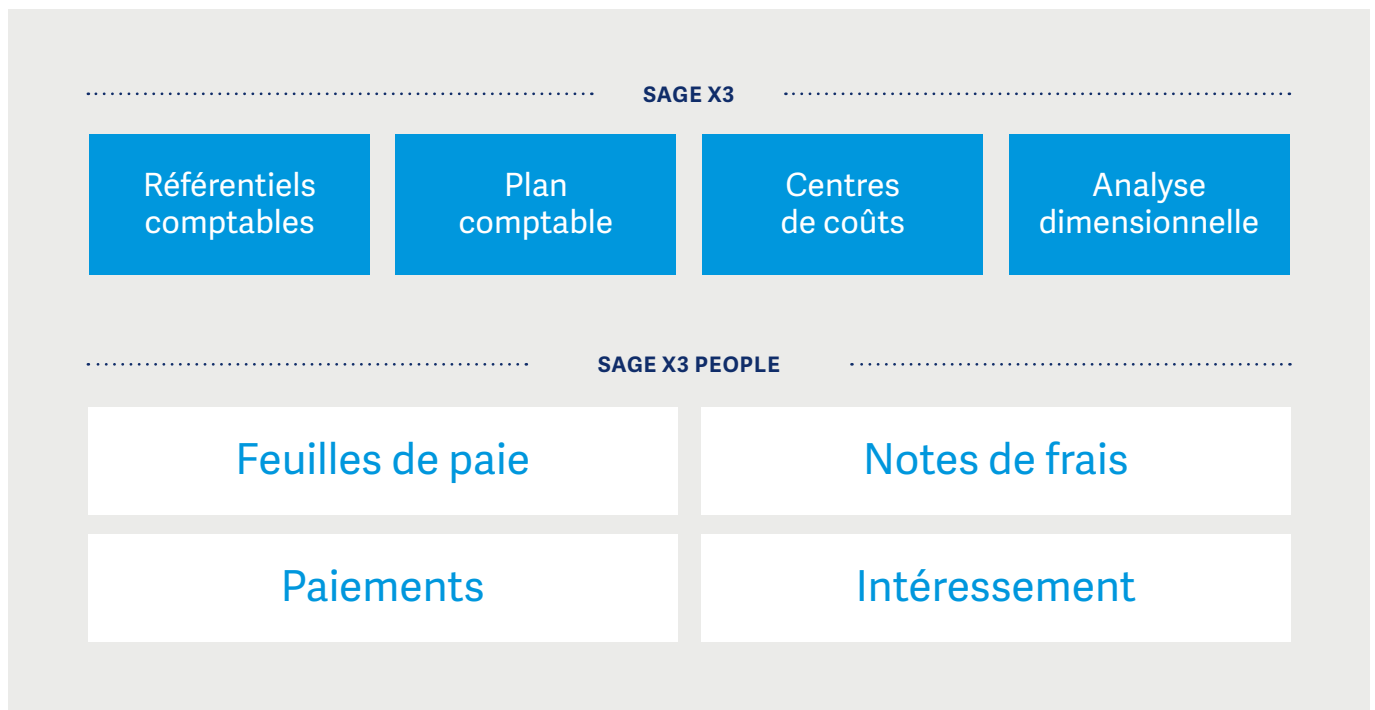 SAGE X3
Référentiels
comptables
Plan
comptable
Centres
de coûts
Analyse
dimensionnelle
SAGE X3 PEOPLE
Feuilles de paie
Notes de frais
Paiements
Intéressement